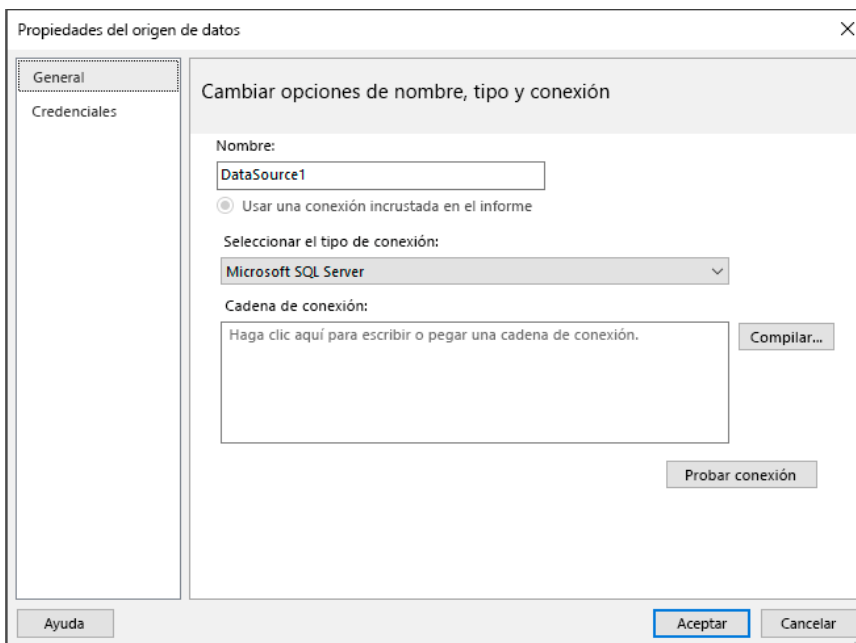 Propiedades del origen de datos
General
Credenciales
Cambiar opciones de nombre, tipo y conexión
Nombre:
DataSource1
Usar una conexión incrustada en el informe
Seleccionar el tipo de conexión:
Microsoft SQL Server
Cadena de conexión:
Haga clic aquí para escribir o pegar una cadena de conexión.
Compilar...
Probar conexión
Ayuda
Aceptar
Cancelar